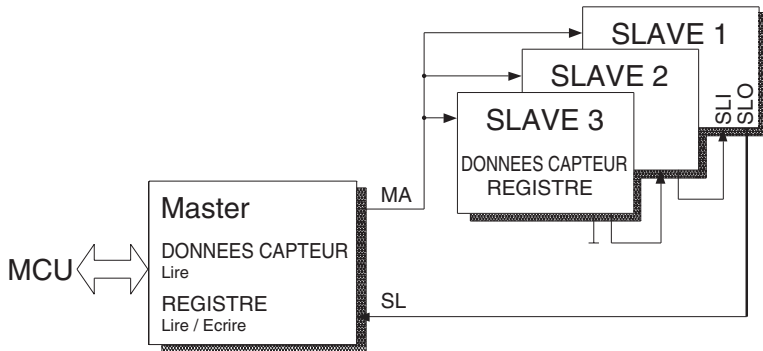 SLAVE 1
SLAVE 2
SLI
SLO
SLAVE 3
DONNEES CAPTEUR
REGISTRE
MA
Master
DONNEES CAPTEUR
Lire
MCU
REGISTRE
Lire / Ecrire
SL